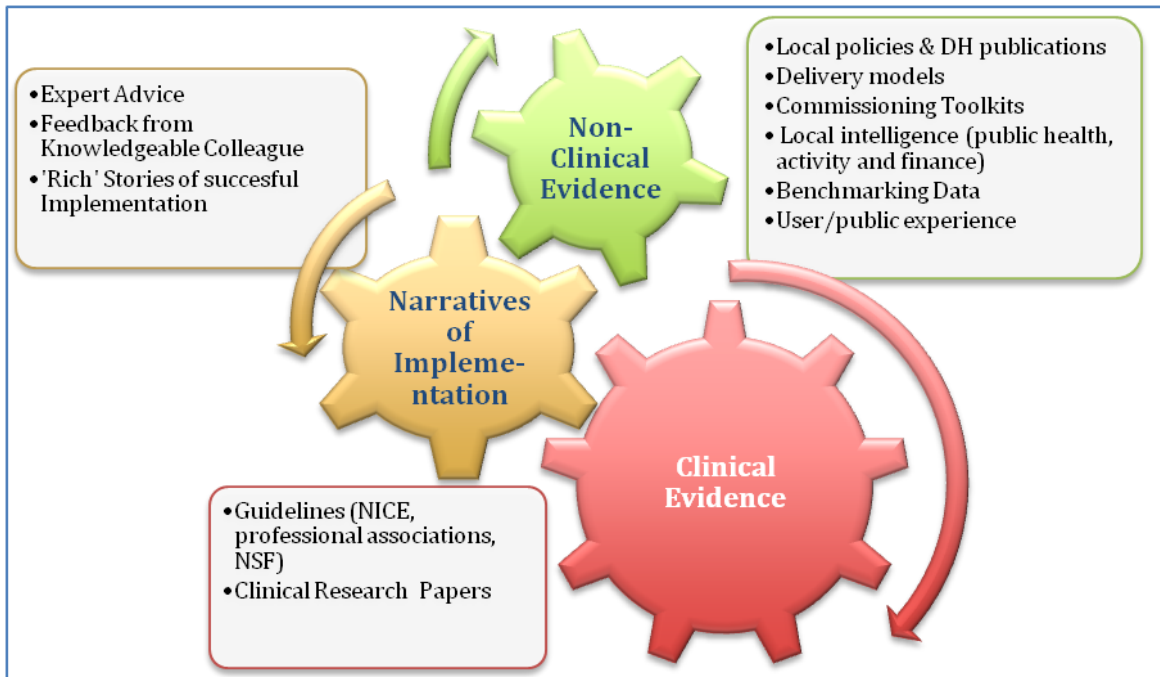 •Expert Advice
•Feedback from
Knowledgeable Colleague
•'Rich' Stories of succesful
Implementation
Non-
Clinical
Evidence
•Local policies & DH publications
•Delivery models
•Commissioning Toolkits
• Local intelligence (public health,
activity and finance)
•Benchmarking Data
•User/public experience
Narratives
of
Impleme-
ntation
Clinical
Evidence
•Guidelines (NICE,
professional associations,
NSF)
•Clinical Research Papers